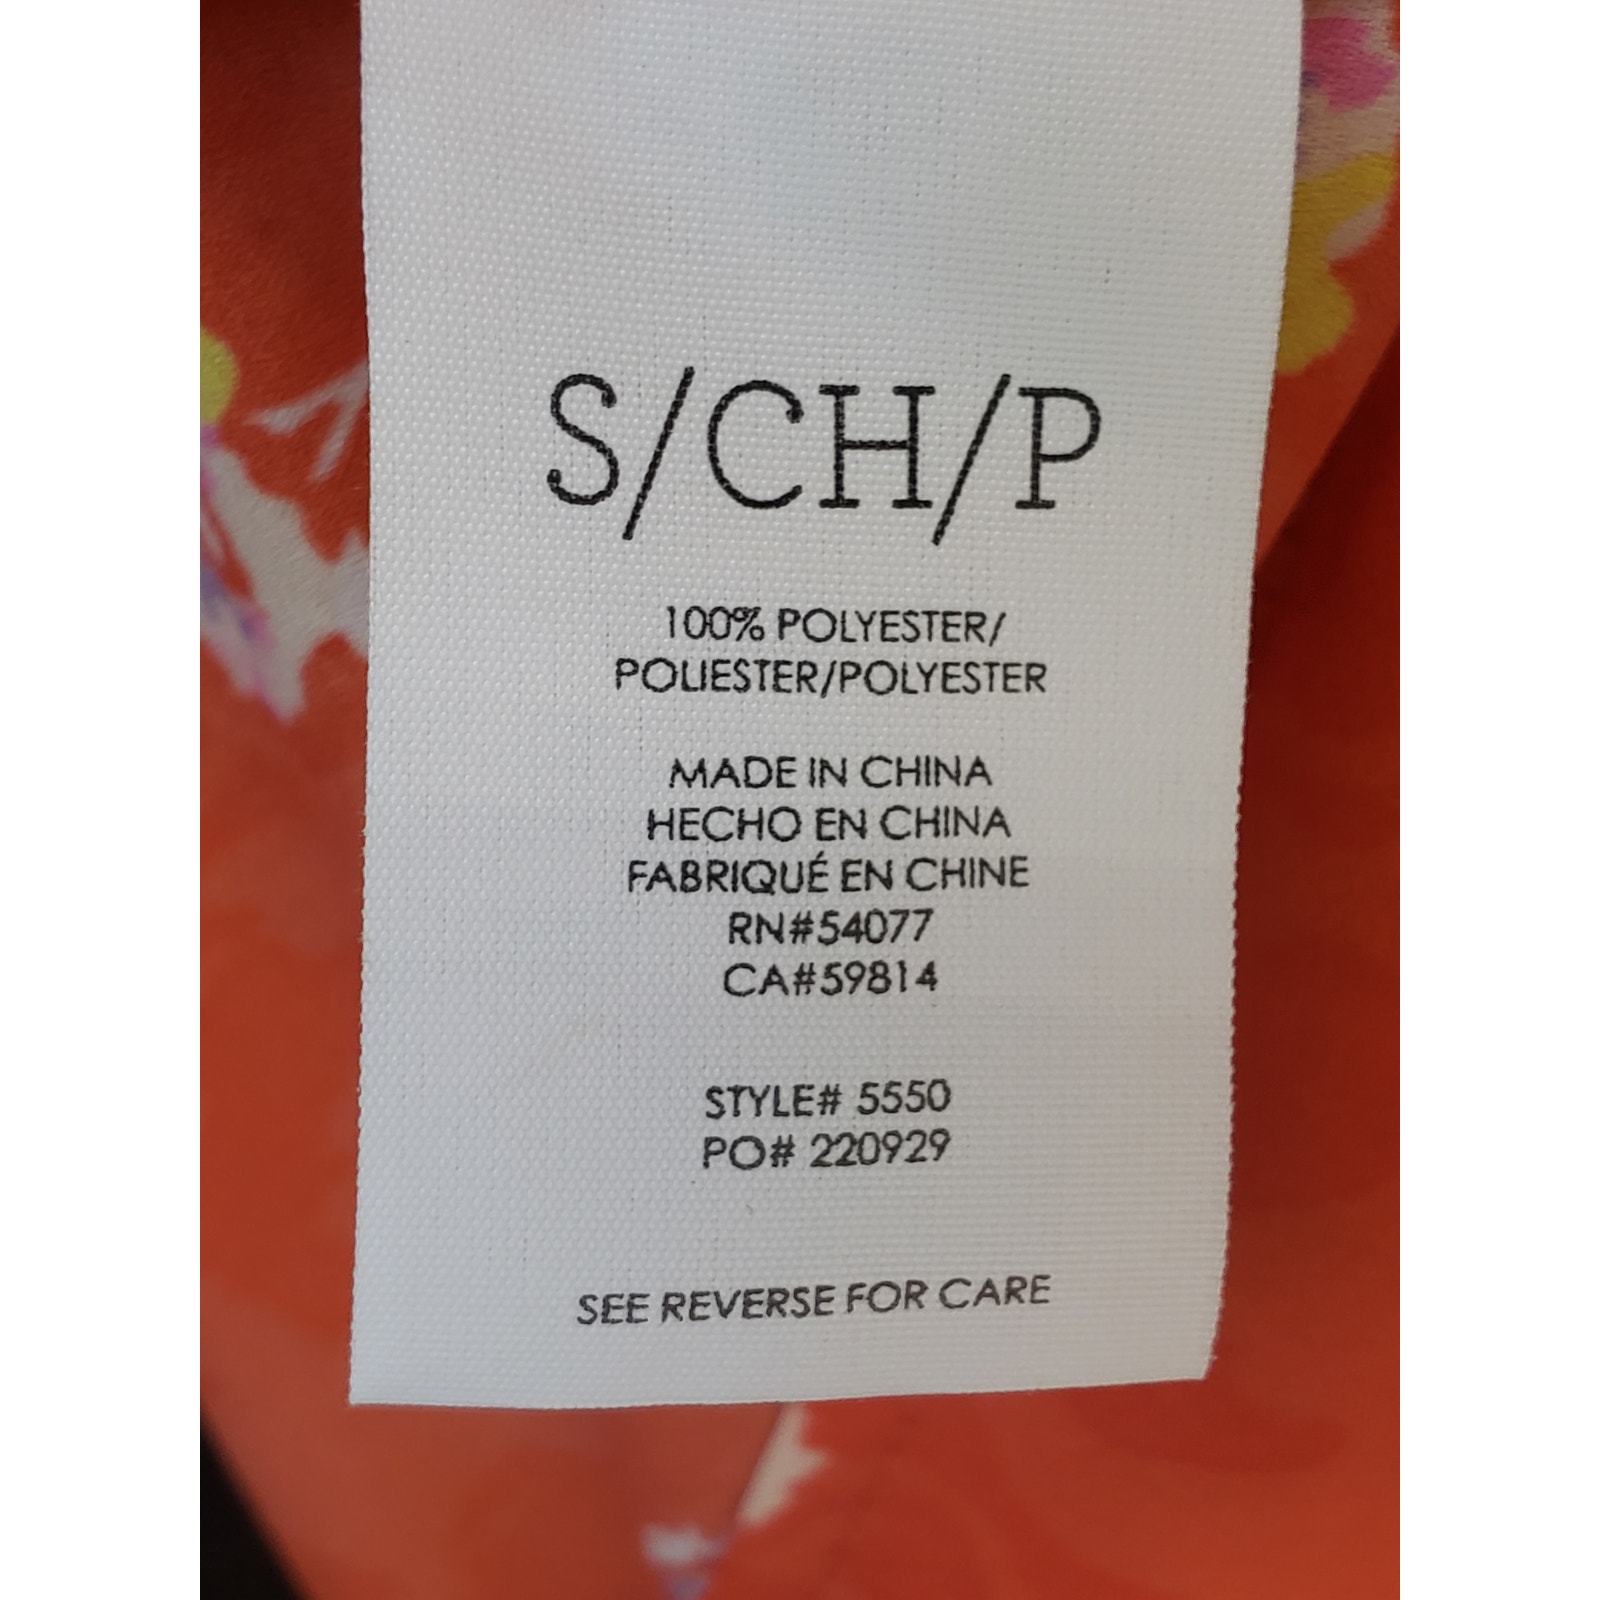 S/CH/P
100% POLYESTER/
POLIESTER/POLYESTER
MADE IN CHINA
HECHO EN CHINA
FABRIQUÉ EN CHINE
RN#54077
CA#59814
STYLE# 5550
PO# 220929
SEE REVERSE FOR CARE